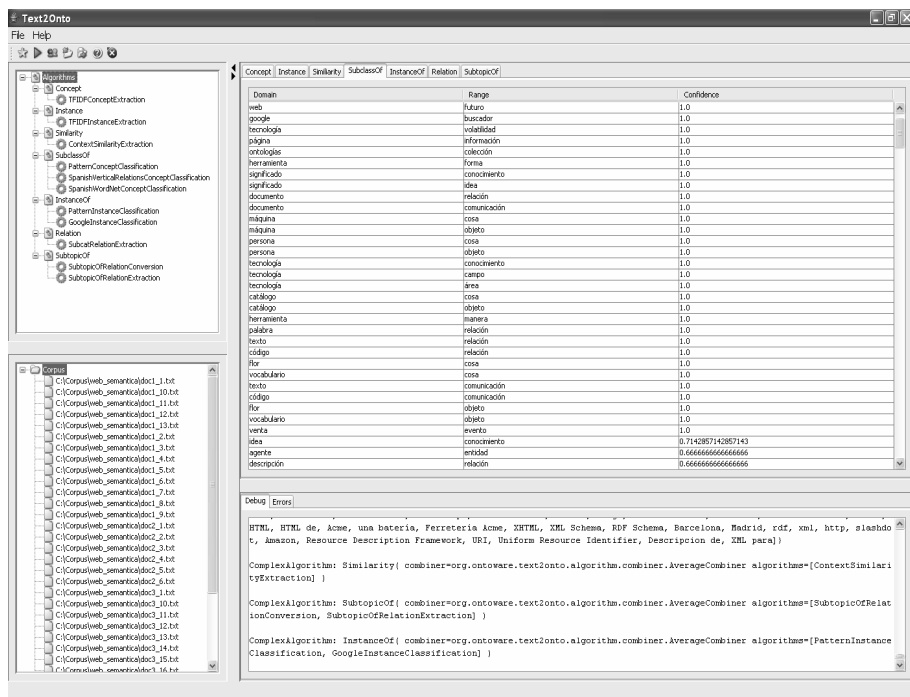 Text2Onto
File Help
Algorithms
Concept
TFIDFConceptExtraction
Instance
TFIDFInstanceExtraction
Similarity
ContextSimilarityExtraction
SubclassOf
PatternConceptClassification
SpanishVerticalRelationsConceptClassification
SpanishWordNetConceptClassification
InstanceOf
PatternInstanceClassification
GoogleInstanceClassification
Relation
SubcatRelationExtraction
SubtopicOf
SubtopicOfRelationConversion
SubtopicOfRelationExtraction
Corpus
C:\Corpus\web_semantica\doc1_1.txt
C:\Corpus\web_semantica\doc1_10.txt
C:\Corpus\web_semantica\doc1_11.txt
C:\Corpus\web_semantica\doc1_12.txt
C:\Corpus\web_semantica\doc1_13.txt
C:\Corpus\web_semantica\doc1_2.txt
C:\Corpus\web_semantica\doc1_3.txt
C:\Corpus\web_semantica\doc1_4.txt
C:\Corpus\web_semantica\doc1_5.txt
C:\Corpus\web_semantica\doc1_6.txt
C:\Corpus\web_semantica\doc1_7.txt
C:\Corpus\web_semantica\doc1_8.txt
C:\Corpus\web_semantica\doc1_9.txt
C:\Corpus\web_semantica\doc2_1.txt
C:\Corpus\web_semantica\doc2_2.txt
C:\Corpus\web_semantica\doc2_3.txt
C:\Corpus\web_semantica\doc2_4.txt
C:\Corpus\web_semantica\doc2_5.txt
C:\Corpus\web_semantica\doc2_6.txt
C:\Corpus\web_semantica\doc3_1.txt
C:\Corpus\web_semantica\doc3_10.txt
C:\Corpus\web_semantica\doc3_11.txt
C:\Corpus\web_semantica\doc3_12.txt
C:\Corpus\web_semantica\doc3_13.txt
C:\Corpus\web_semantica\doc3_14.txt
C:\Corpus\web_semantica\doc3_15.txt
C:\Corpus\web_semantica\doc3_16.txt
Concept Instance Similarity SubclassOf InstanceOf Relation SubtopicOf
Domain Range Confidence
web futuro 1.0
google buscador 1.0
tecnología volatilidad 1.0
página información 1.0
ontologías colección 1.0
herramienta forma 1.0
significado conocimiento 1.0
significado idea 1.0
documento relación 1.0
documento comunicación 1.0
máquina cosa 1.0
máquina objeto 1.0
persona cosa 1.0
persona objeto 1.0
tecnología conocimiento 1.0
tecnología campo 1.0
tecnología área 1.0
catálogo cosa 1.0
catálogo objeto 1.0
herramienta manera 1.0
palabra relación 1.0
texto relación 1.0
código relación 1.0
flor cosa 1.0
vocabulario cosa 1.0
texto comunicación 1.0
código comunicación 1.0
flor objeto 1.0
vocabulario objeto 1.0
venta evento 1.0
idea conocimiento 0.7142857142857143
agente entidad 0.6666666666666666
descripción relación 0.6666666666666666
Debug Errors
HTML, HTML de, Acme, una bateria, Ferreteria Acme, XHTML, XML Schema, RDF Schema, Barcelona, Madrid, rdf, xml, http, slashdo
t, Amazon, Resource Description Framework, URI, Uniform Resource Identifier, Descripcion de, XML para]}
ComplexAlgorithm: Similarity{ combiner=org.ontoware.text2onto.algorithm.combiner.AverageCombiner algorithms=[ContextSimilari
tyExtraction] }
ComplexAlgorithm: SubtopicOf{ combiner=org.ontoware.text2onto.algorithm.combiner.AverageCombiner algorithms=[SubtopicOfRelat
ionConversion, SubtopicOfRelationExtraction] }
ComplexAlgorithm: InstanceOf{ combiner=org.ontoware.text2onto.algorithm.combiner.AverageCombiner algorithms=[PatternInstance
Classification, GoogleInstanceClassification] }